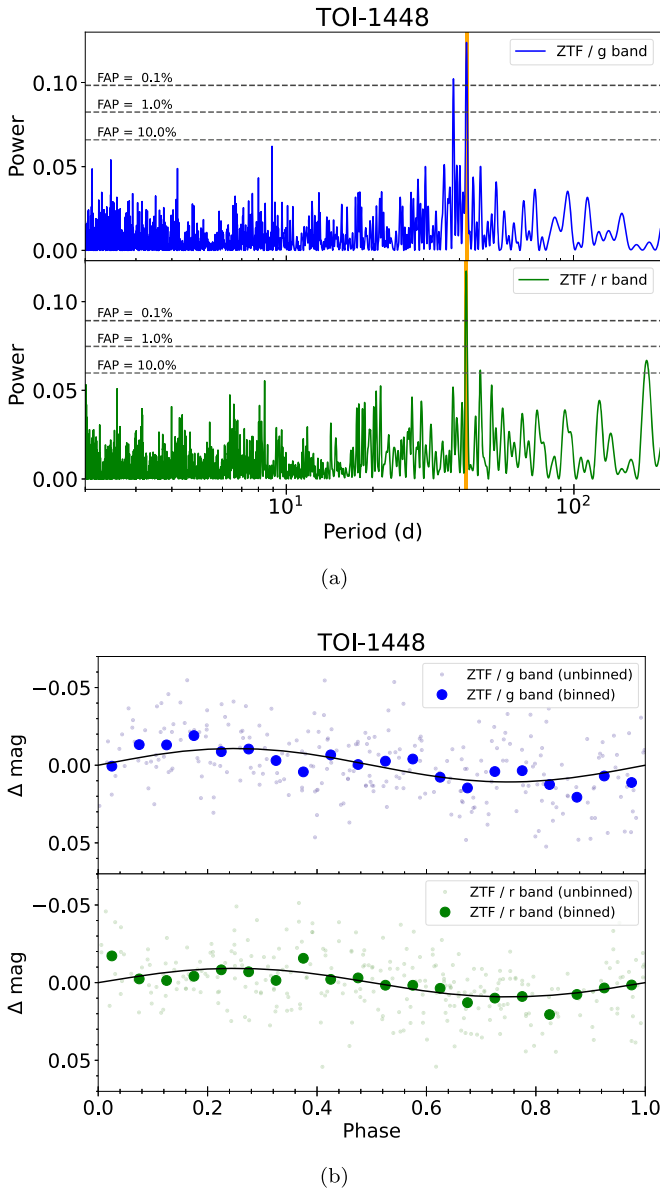 TOI-1448
ZTF / g band
0.10
FAP = 0.1%
FAP = 1.0%
FAP = 10.0%
Power
0.05
0.00
ZTF / r band
0.10
FAP = 0.1%
FAP = 1.0%
FAP = 10.0%
Power
0.05
0.00
10¹ 10²
Period (d)
(a)
TOI-1448
ZTF / g band (unbinned)
ZTF / g band (binned)
−0.05
0.00
Δ mag
0.05
ZTF / r band (unbinned)
ZTF / r band (binned)
−0.05
0.00
Δ mag
0.05
0.0 0.2 0.4 0.6 0.8 1.0
Phase
(b)